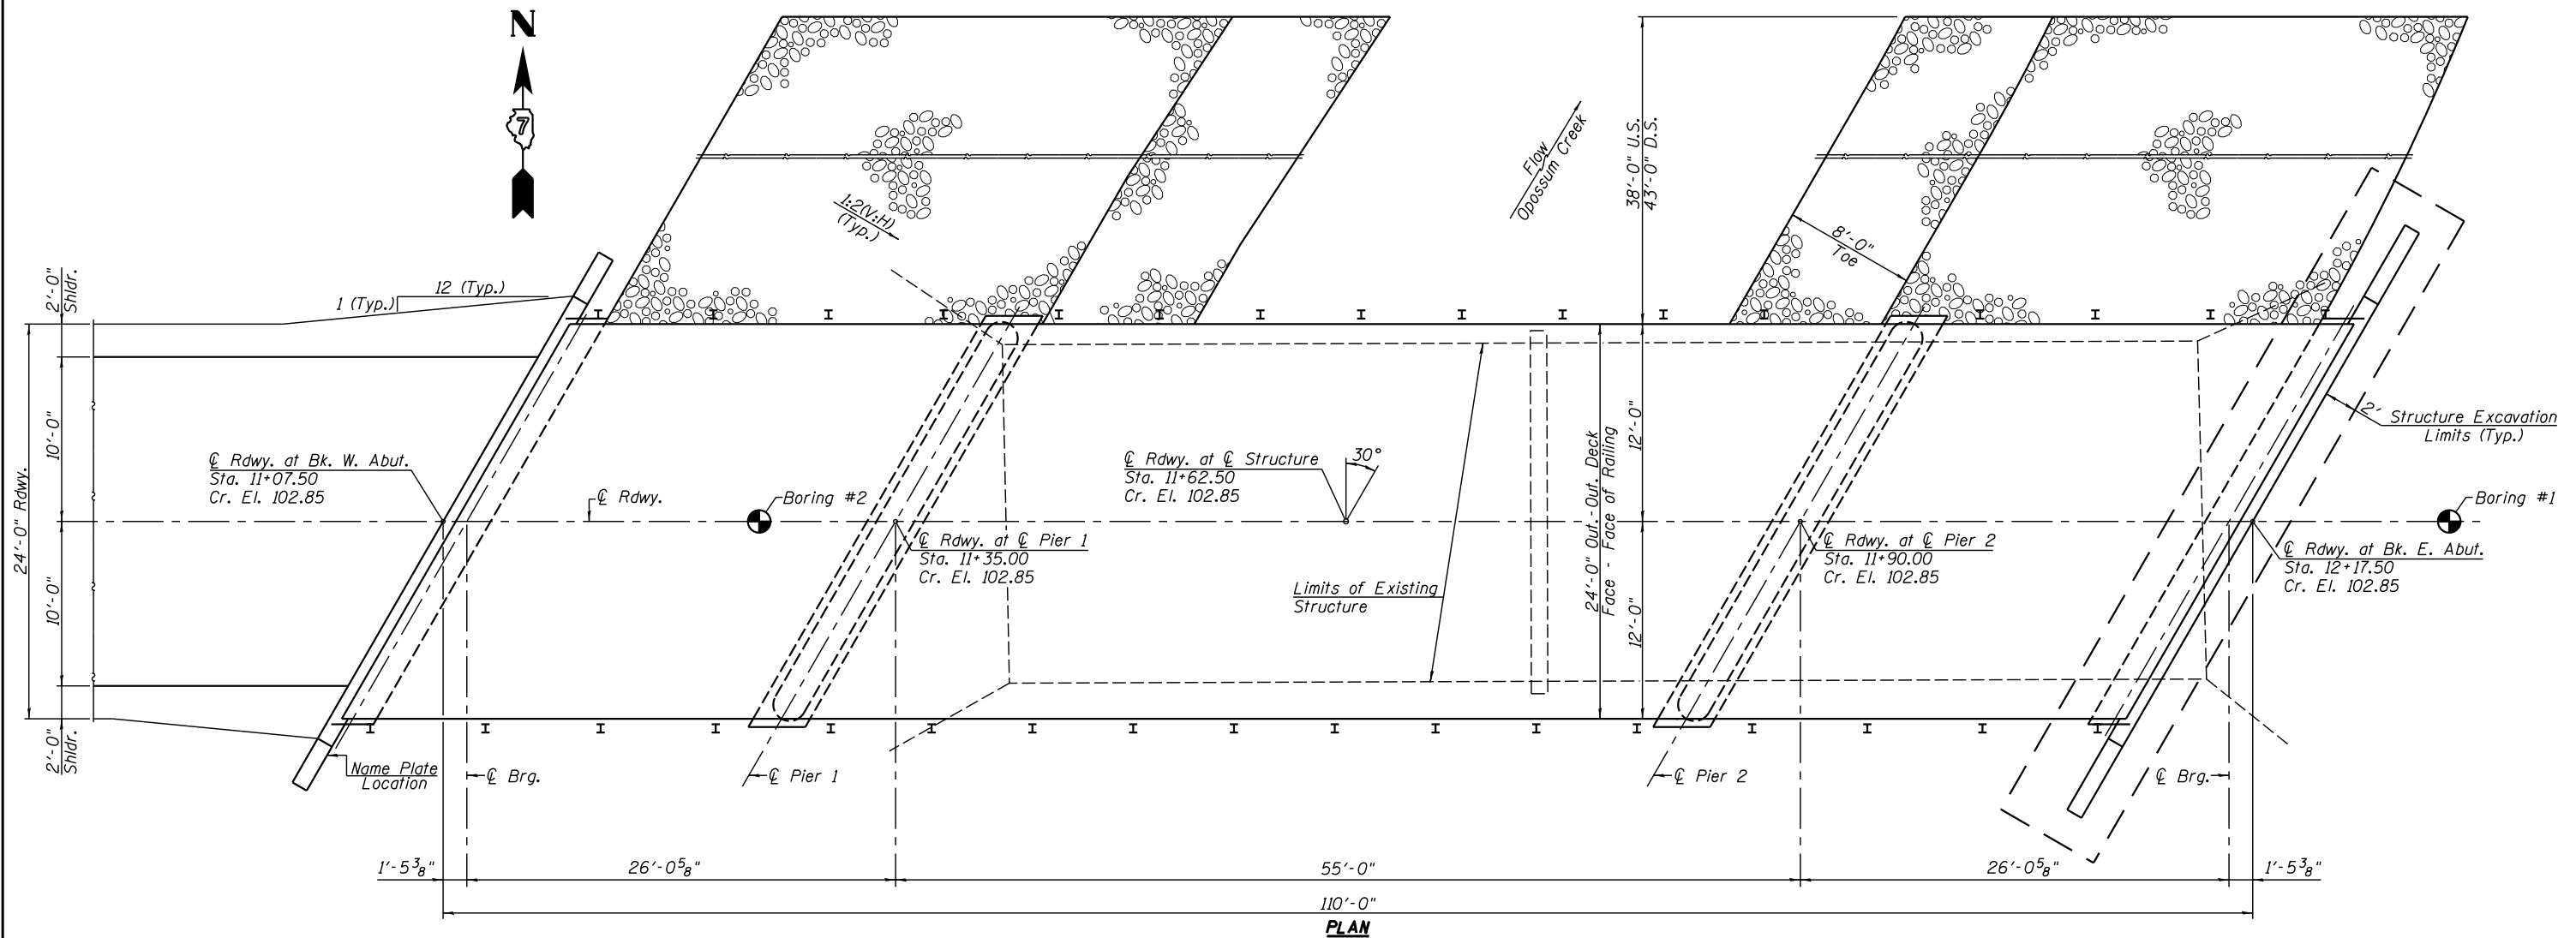 N
7
Flow
Opossum Creek
38'-0" U.S.
43'-0" D.S.
1:2(V:H)
(Typ.)
8'-0"
Toe
2'-0"
Shldr.
1 (Typ.)
12 (Typ.)
24'-0" Rdwy.
10'-0"
10'-0"
2'-0"
Shldr.
℄ Rdwy. at Bk. W. Abut.
Sta. 11+07.50
Cr. El. 102.85
℄ Rdwy.
Boring #2
℄ Rdwy. at ℄ Pier 1
Sta. 11+35.00
Cr. El. 102.85
℄ Rdwy. at ℄ Structure
Sta. 11+62.50
Cr. El. 102.85
30°
Limits of Existing
Structure
24'-0" Out.-Out. Deck
Face - Face of Railing
12'-0"
12'-0"
℄ Rdwy. at ℄ Pier 2
Sta. 11+90.00
Cr. El. 102.85
2'
Structure Excavation
Limits (Typ.)
Boring #1
℄ Rdwy. at Bk. E. Abut.
Sta. 12+17.50
Cr. El. 102.85
Name Plate
Location
℄ Brg.
℄ Pier 1
℄ Pier 2
℄ Brg.
1'-5⅜"
26'-0⅝"
55'-0"
26'-0⅝"
1'-5⅜"
110'-0"
PLAN